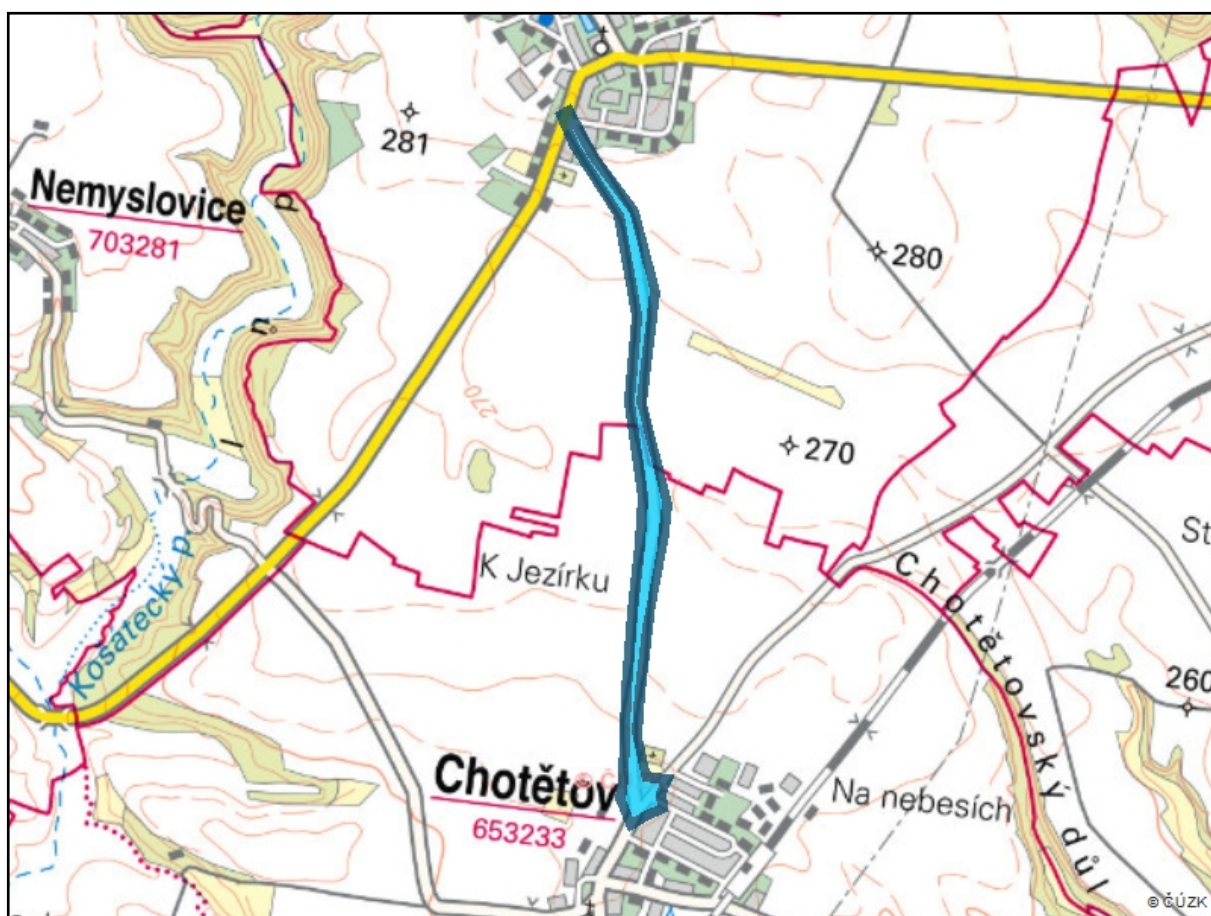 281
Nemyslovice
703281
p
280
ů
270
270
l
K Jezírku
St
Chotětovský důl
Kosatecký p.
260
Chotětov
653233
Na nebesích
© ČÚZK